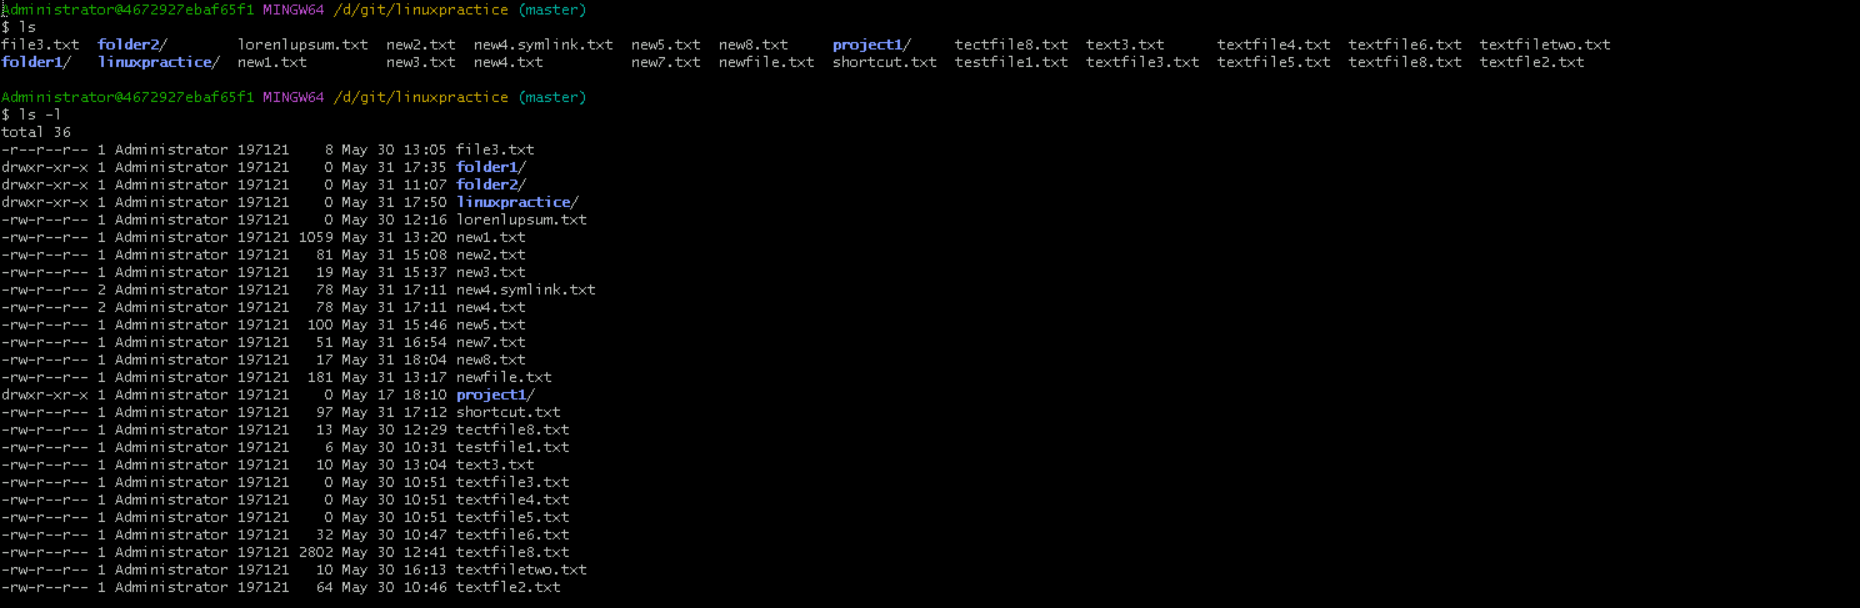 Administrator@4672927ebaf65f1 MINGW64 /d/git/linuxpractice (master)
$ ls
file3.txt  folder2/        lorenlupsum.txt  new2.txt  new4.symlink.txt  new5.txt  new8.txt     project1/     tectfile8.txt  text3.txt      textfile4.txt  textfile6.txt  textfiletwo.txt
folder1/   linuxpractice/  new1.txt         new3.txt  new4.txt          new7.txt  newfile.txt  shortcut.txt  testfile1.txt  textfile3.txt  textfile5.txt  textfile8.txt  textfle2.txt
Administrator@4672927ebaf65f1 MINGW64 /d/git/linuxpractice (master)
$ ls -l
total 36
-r--r--r-- 1 Administrator 197121    8 May 30 13:05 file3.txt
drwxr-xr-x 1 Administrator 197121    0 May 31 17:35 folder1/
drwxr-xr-x 1 Administrator 197121    0 May 31 11:07 folder2/
drwxr-xr-x 1 Administrator 197121    0 May 31 17:50 linuxpractice/
-rw-r--r-- 1 Administrator 197121    0 May 30 12:16 lorenlupsum.txt
-rw-r--r-- 1 Administrator 197121 1059 May 31 13:20 new1.txt
-rw-r--r-- 1 Administrator 197121   81 May 31 15:08 new2.txt
-rw-r--r-- 1 Administrator 197121   19 May 31 15:37 new3.txt
-rw-r--r-- 2 Administrator 197121   78 May 31 17:11 new4.symlink.txt
-rw-r--r-- 2 Administrator 197121   78 May 31 17:11 new4.txt
-rw-r--r-- 1 Administrator 197121  100 May 31 15:46 new5.txt
-rw-r--r-- 1 Administrator 197121   51 May 31 16:54 new7.txt
-rw-r--r-- 1 Administrator 197121   17 May 31 18:04 new8.txt
-rw-r--r-- 1 Administrator 197121  181 May 31 13:17 newfile.txt
drwxr-xr-x 1 Administrator 197121    0 May 17 18:10 project1/
-rw-r--r-- 1 Administrator 197121   97 May 31 17:12 shortcut.txt
-rw-r--r-- 1 Administrator 197121   13 May 30 12:29 tectfile8.txt
-rw-r--r-- 1 Administrator 197121    6 May 30 10:31 testfile1.txt
-rw-r--r-- 1 Administrator 197121   10 May 30 13:04 text3.txt
-rw-r--r-- 1 Administrator 197121    0 May 30 10:51 textfile3.txt
-rw-r--r-- 1 Administrator 197121    0 May 30 10:51 textfile4.txt
-rw-r--r-- 1 Administrator 197121    0 May 30 10:51 textfile5.txt
-rw-r--r-- 1 Administrator 197121   32 May 30 10:47 textfile6.txt
-rw-r--r-- 1 Administrator 197121 2802 May 30 12:41 textfile8.txt
-rw-r--r-- 1 Administrator 197121   10 May 30 16:13 textfiletwo.txt
-rw-r--r-- 1 Administrator 197121   64 May 30 10:46 textfle2.txt